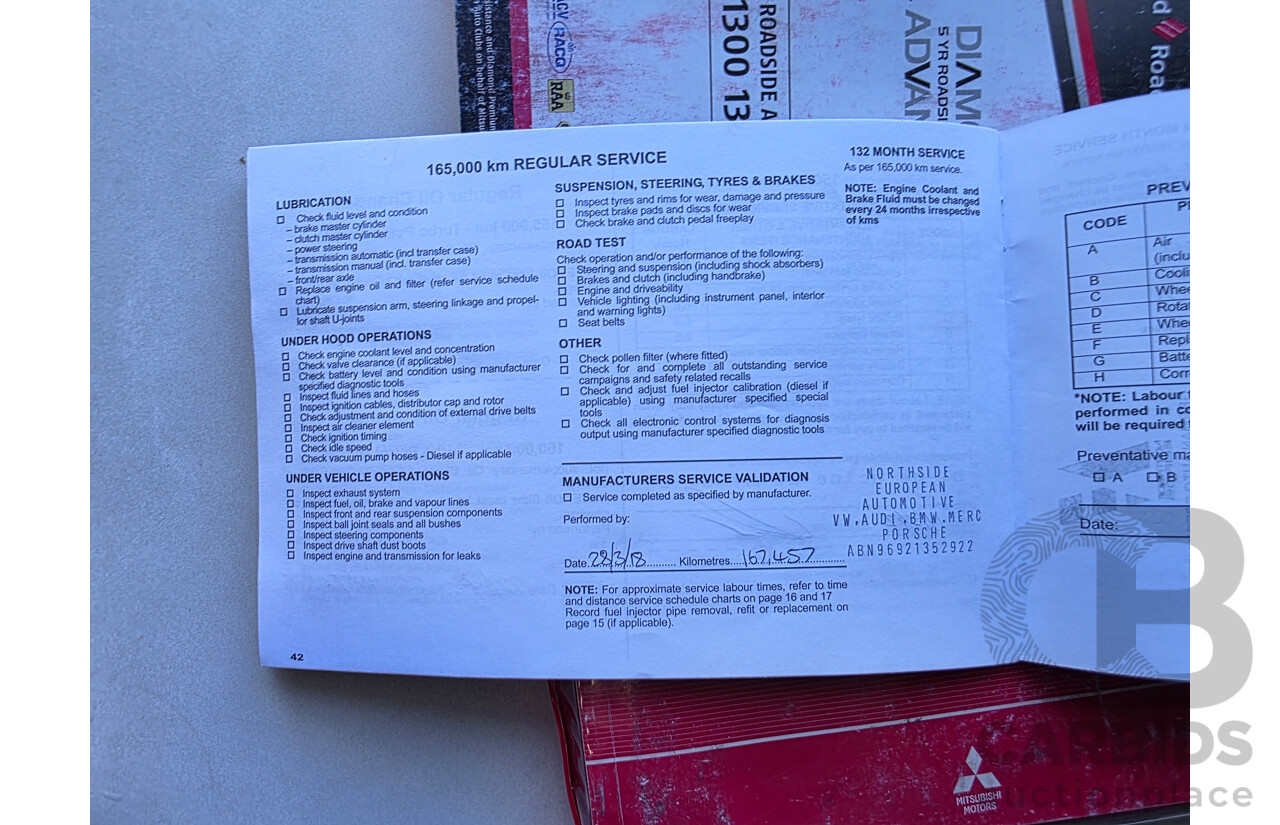 165,000 km REGULAR SERVICE
LUBRICATION
Check fluid level and condition
– brake master cylinder
– clutch master cylinder
– power steering
– transmission automatic (incl transfer case)
– transmission manual (incl. transfer case)
– front/rear axle
Replace engine oil and filter (refer service schedule
chart)
Lubricate suspension arm, steering linkage and propel-
lor shaft U-joints
UNDER HOOD OPERATIONS
Check engine coolant level and concentration
Check valve clearance (if applicable)
Check battery level and condition using manufacturer
specified diagnostic tools
Inspect fluid lines and hoses
Inspect ignition cables, distributor cap and rotor
Check adjustment and condition of external drive belts
Inspect air cleaner element
Check ignition timing
Check idle speed
Check vacuum pump hoses - Diesel if applicable
UNDER VEHICLE OPERATIONS
Inspect exhaust system
Inspect fuel, oil, brake and vapour lines
Inspect front and rear suspension components
Inspect ball joint seals and all bushes
Inspect steering components
Inspect drive shaft dust boots
Inspect engine and transmission for leaks
42
SUSPENSION, STEERING, TYRES & BRAKES
Inspect tyres and rims for wear, damage and pressure
Inspect brake pads and discs for wear
Check brake and clutch pedal freeplay
ROAD TEST
Check operation and/or performance of the following:
Steering and suspension (including shock absorbers)
Brakes and clutch (including handbrake)
Engine and driveability
Vehicle lighting (including instrument panel, interior
and warning lights)
Seat belts
OTHER
Check pollen filter (where fitted)
Check for and complete all outstanding service
campaigns and safety related recalls
Check and adjust fuel injector calibration (diesel if
applicable) using manufacturer specified special
tools
Check all electronic control systems for diagnosis
output using manufacturer specified diagnostic tools
MANUFACTURERS SERVICE VALIDATION
Service completed as specified by manufacturer.
Performed by:
Date 28/3/18 Kilometres 167,457
NOTE: For approximate service labour times, refer to time
and distance service schedule charts on page 16 and 17
Record fuel injector pipe removal, refit or replacement on
page 15 (if applicable).
132 MONTH SERVICE
As per 165,000 km service.
NOTE: Engine Coolant and
Brake Fluid must be changed
every 24 months irrespective
of kms
NORTHSIDE
EUROPEAN
AUTOMOTIVE
VW,AUDI,BMW.MERC
PORSCHE
ABN96921352922
PREV
CODE
A Air
(inclu
B Cooli
C Whee
D Rotat
E Whee
F Repl
G Batte
H Corr
*NOTE: Labour
performed in co
will be required
Preventative ma
A B
Date:
RACQ
RAA
ROADSIDE A
1300 13
DIAM
5 YR ROADSI
ADVAN
Roa
MITSUBISHI
MOTORS
CARBIDS
Auctionplace